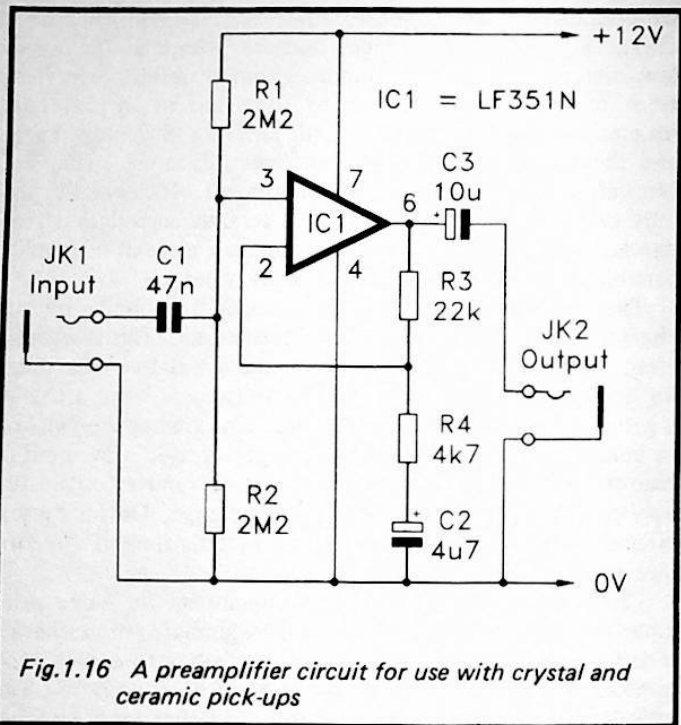 +12V
R1
2M2
IC1 = LF351N
C3
10u
+
3
7
6
IC1
2
4
JK1
Input
C1
47n
R3
22k
JK2
Output
R4
4k7
R2
2M2
+
C2
4u7
0V
Fig.1.16 A preamplifier circuit for use with crystal and
ceramic pick-ups